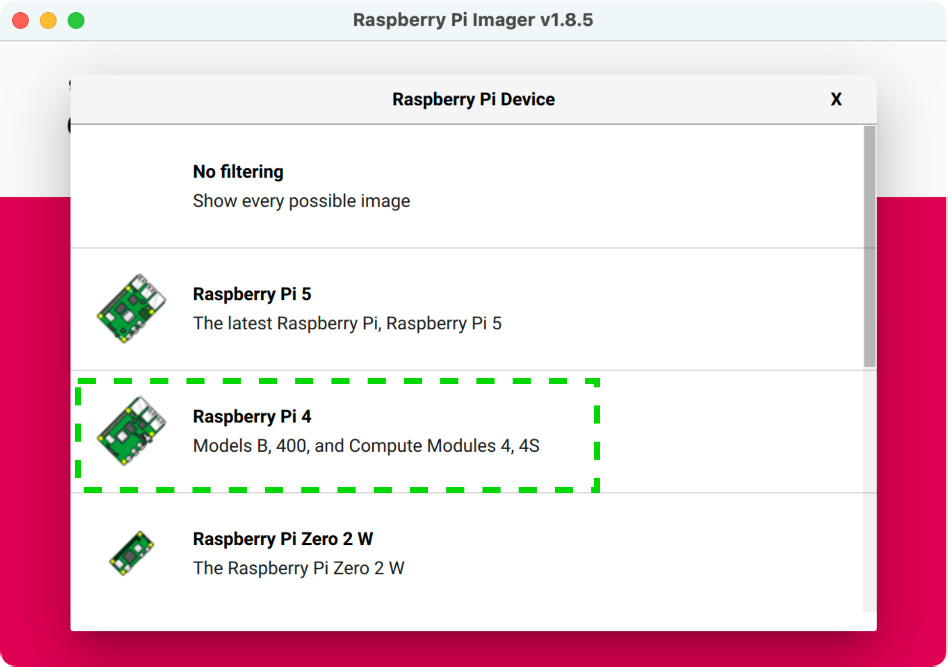 Raspberry Pi Imager v1.8.5
Raspberry Pi Device
X
No filtering
Show every possible image
Raspberry Pi 5
The latest Raspberry Pi, Raspberry Pi 5
Raspberry Pi 4
Models B, 400, and Compute Modules 4, 4S
Raspberry Pi Zero 2 W
The Raspberry Pi Zero 2 W